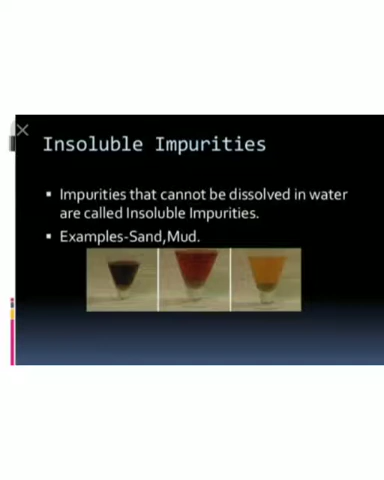 Insoluble Impurities
▪ Impurities that cannot be dissolved in water
are called Insoluble Impurities.
▪ Examples-Sand,Mud.